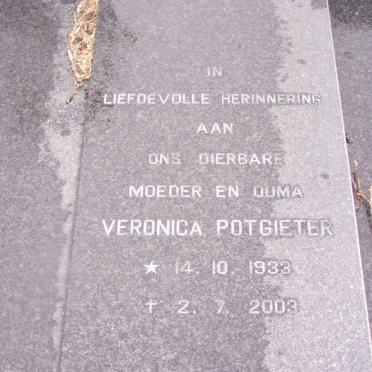 IN
LIEFDEVOLLE HERINNERING
AAN
ONS DIERBARE
MOEDER EN OUMA
VERONICA POTGIETER
★ 14. 10. 1933
† 2. 7. 2003